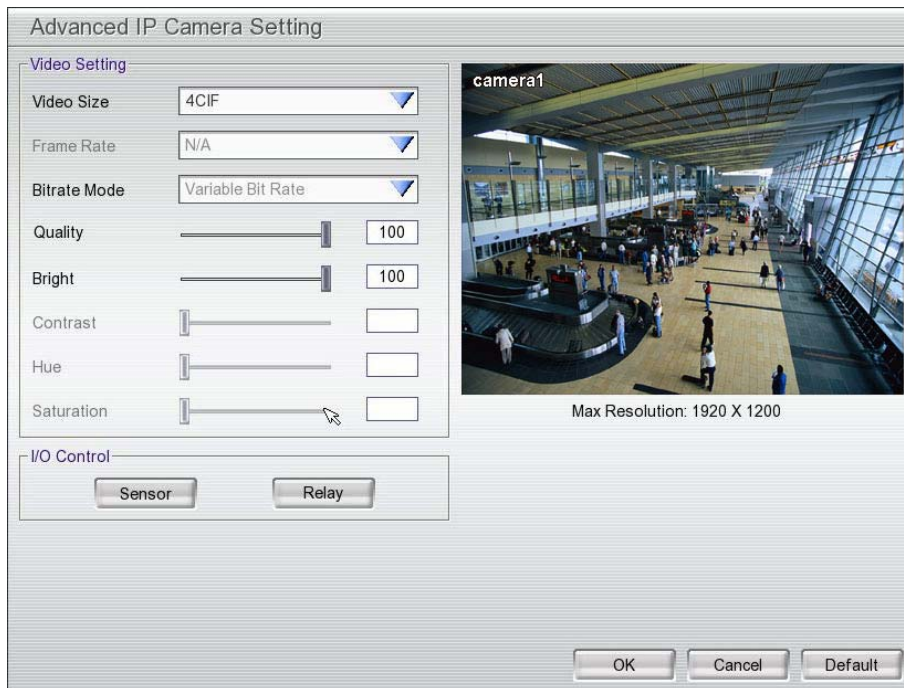 Advanced IP Camera Setting
Video Setting
Video Size 4CIF
Frame Rate N/A
Bitrate Mode Variable Bit Rate
Quality 100
Bright 100
Contrast
Hue
Saturation
camera1
Max Resolution: 1920 X 1200
I/O Control
Sensor Relay
OK Cancel Default